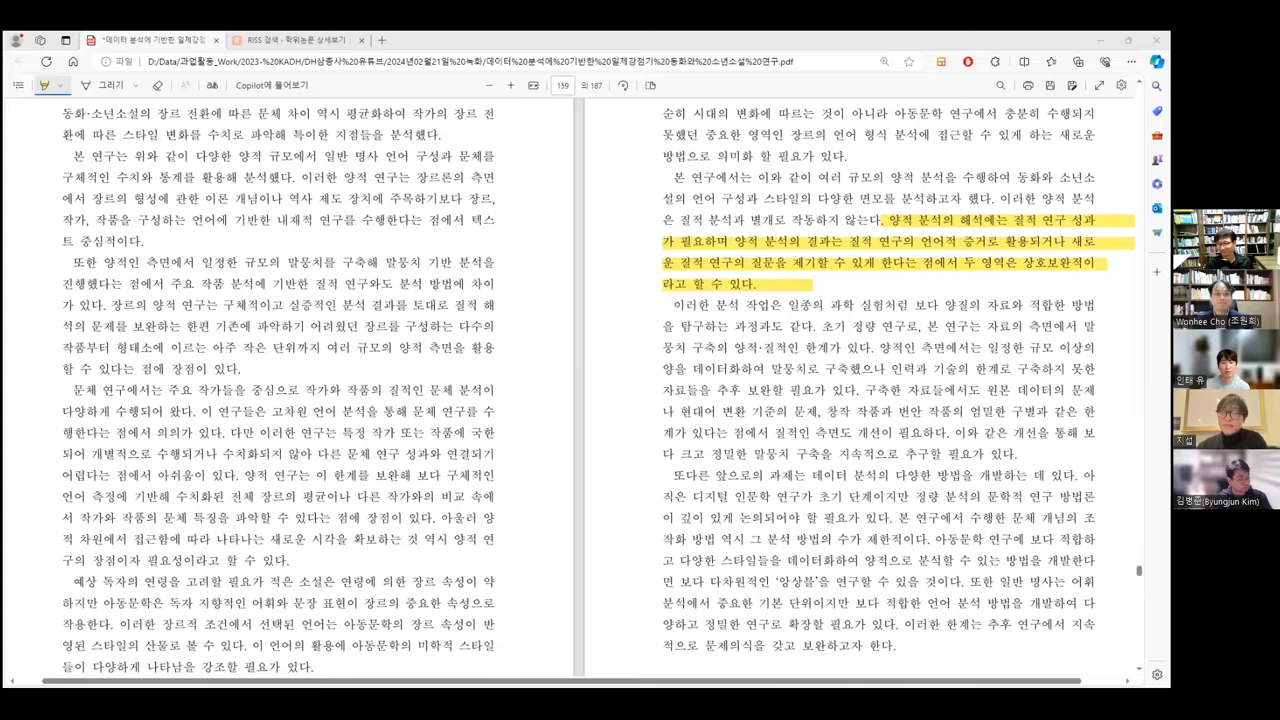 *데이터 분석에 기반한 일제강점
RISS 검색 - 학위논문 상세보기
파일
D:/Data/과업활동_Work/2023-%20KADH/DH삼총사%20유튜브/2024년02월21일%20녹화/데이터%20분석에%20기반한%20일제강점기%20동화와%20소년소설%20연구.pdf
그리기
Copilot에 물어보기
159
의 187
동화·소년소설의 장르 전환에 따른 문체 차이 역시 평균화하여 작가의 장르 전
환에 따른 스타일 변화를 수치로 파악해 특이한 지점들을 분석했다.
본 연구는 위와 같이 다양한 양적 규모에서 일반 명사 언어 구성과 문체를
구체적인 수치와 통계를 활용해 분석했다. 이러한 양적 연구는 장르론의 측면
에서 장르의 형성에 관한 이론 개념이나 역사 제도 장치에 주목하기보다 장르,
작가, 작품을 구성하는 언어에 기반한 내재적 연구를 수행한다는 점에서 텍스
트 중심적이다.
또한 양적인 측면에서 일정한 규모의 말뭉치를 구축해 말뭉치 기반 분석을
진행했다는 점에서 주요 작품 분석에 기반한 질적 연구와도 분석 방법에 차이
가 있다. 장르의 양적 연구는 구체적이고 실증적인 분석 결과를 토대로 질적 해
석의 문제를 보완하는 한편 기존에 파악하기 어려웠던 장르를 구성하는 다수의
작품부터 형태소에 이르는 아주 작은 단위까지 여러 규모의 양적 측면을 활용
할 수 있다는 점에 장점이 있다.
문체 연구에서는 주요 작가들을 중심으로 작가와 작품의 질적인 문체 분석이
다양하게 수행되어 왔다. 이 연구들은 고차원 언어 분석을 통해 문체 연구를 수
행한다는 점에서 의의가 있다. 다만 이러한 연구는 특정 작가 또는 작품에 국한
되어 개별적으로 수행되거나 수치화되지 않아 다른 문체 연구 성과와 연결되기
어렵다는 점에서 아쉬움이 있다. 양적 연구는 이 한계를 보완해 보다 구체적인
언어 측정에 기반해 수치화된 전체 장르의 평균이나 다른 작가와의 비교 속에
서 작가와 작품의 문체 특징을 파악할 수 있다는 점에 장점이 있다. 아울러 양
적 차원에서 접근함에 따라 나타나는 새로운 시각을 확보하는 것 역시 양적 연
구의 장점이자 필요성이라고 할 수 있다.
예상 독자의 연령을 고려할 필요가 적은 소설은 연령에 의한 장르 속성이 약
하지만 아동문학은 독자 지향적인 어휘와 문장 표현이 장르의 중요한 속성으로
작용한다. 이러한 장르적 조건에서 선택된 언어는 아동문학의 장르 속성이 반
영된 스타일의 산물로 볼 수 있다. 이 언어의 활용에 아동문학의 미학적 스타일
들이 다양하게 나타남을 강조할 필요가 있다.
순히 시대의 변화에 따르는 것이 아니라 아동문학 연구에서 충분히 수행되지
못했던 중요한 영역인 장르의 언어 형식 분석에 접근할 수 있게 하는 새로운
방법으로 의미화 할 필요가 있다.
본 연구에서는 이와 같이 여러 규모의 양적 분석을 수행하여 동화와 소년소
설의 언어 구성과 스타일의 다양한 면모를 분석하고자 했다. 이러한 양적 분석
은 질적 분석과 별개로 작동하지 않는다. 양적 분석의 해석에는 질적 연구 성과
가 필요하며 양적 분석의 결과는 질적 연구의 언어적 증거로 활용되거나 새로
운 질적 연구의 질문을 제기할 수 있게 한다는 점에서 두 영역은 상호보완적이
라고 할 수 있다.
이러한 분석 작업은 일종의 과학 실험처럼 보다 양질의 자료와 적합한 방법
을 탐구하는 과정과도 같다. 초기 정량 연구로, 본 연구는 자료의 측면에서 말
뭉치 구축의 양적·질적인 한계가 있다. 양적인 측면에서는 일정한 규모 이상의
양을 데이터화하여 말뭉치로 구축했으나 인력과 기술의 한계로 구축하지 못한
자료들을 추후 보완할 필요가 있다. 구축한 자료들에서도 원본 데이터의 문제
나 현대어 변환 기준의 문제, 창작 작품과 번안 작품의 엄밀한 구별과 같은 한
계가 있다는 점에서 질적인 측면도 개선이 필요하다. 이와 같은 개선을 통해 보
다 크고 정밀한 말뭉치 구축을 지속적으로 추구할 필요가 있다.
또다른 앞으로의 과제는 데이터 분석의 다양한 방법을 개발하는 데 있다. 아
직은 디지털 인문학 연구가 초기 단계이지만 정량 분석의 문학적 연구 방법론
이 깊이 있게 논의되어야 할 필요가 있다. 본 연구에서 수행한 문체 개념의 조
작화 방법 역시 그 분석 방법의 수가 제한적이다. 아동문학 연구에 보다 적합하
고 다양한 스타일들을 데이터화하여 양적으로 분석할 수 있는 방법을 개발한다
면 보다 다차원적인 '앙상블'을 연구할 수 있을 것이다. 또한 일반 명사는 어휘
분석에서 중요한 기본 단위이지만 보다 적합한 언어 분석 방법을 개발하여 다
양하고 정밀한 연구로 확장할 필요가 있다. 이러한 한계는 추후 연구에서 지속
적으로 문제의식을 갖고 보완하고자 한다.
Wonhee Cho (조원희)
인태 유
지섭
김병준(Byungjun Kim)